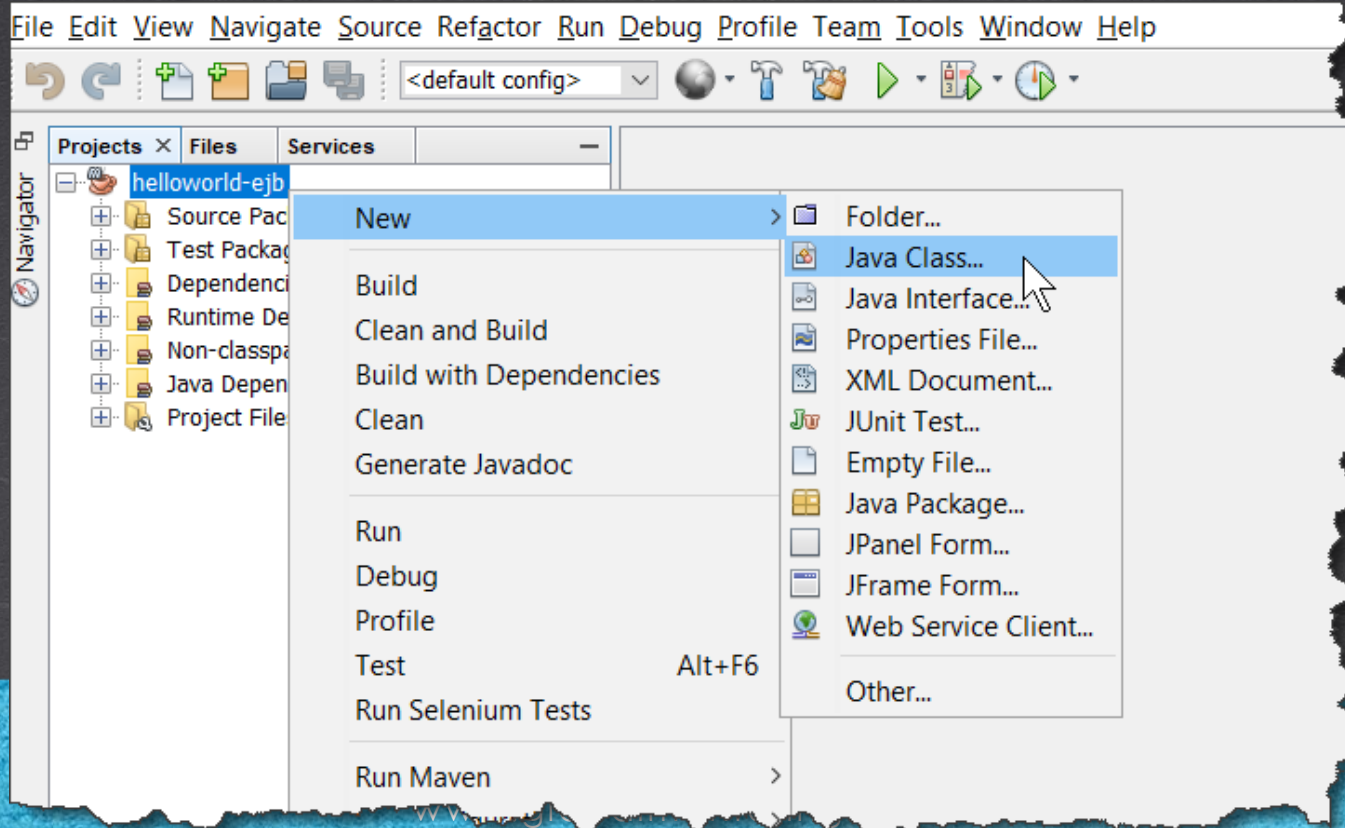 File Edit View Navigate Source Refactor Run Debug Profile Team Tools Window Help
<default config>
Projects Files Services
Navigator
helloworld-ejb
Source Pac
Test Packag
Dependenci
Runtime De
Non-classpa
Java Depen
Project File
New
Build
Clean and Build
Build with Dependencies
Clean
Generate Javadoc
Run
Debug
Profile
Test Alt+F6
Run Selenium Tests
Run Maven
Folder...
Java Class...
Java Interface...
Properties File...
XML Document...
JUnit Test...
Empty File...
Java Package...
JPanel Form...
JFrame Form...
Web Service Client...
Other...